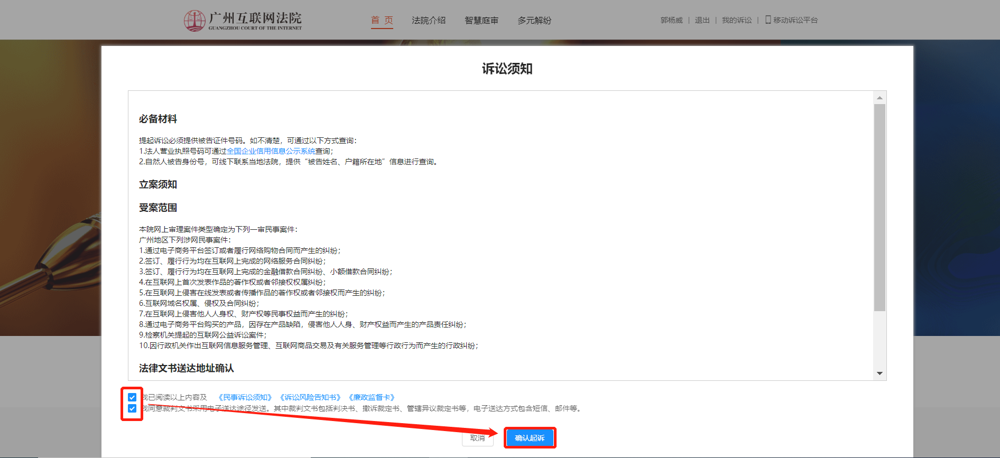 广州互联网法院
GUANGZHOU COURT OF THE INTERNET
首 页 法院介绍 智慧庭审 多元解纷
郭杨威 | 退出 | 我的诉讼 | 移动诉讼平台
诉讼须知
必备材料
提起诉讼必须提供被告证件号码。如不清楚，可通过以下方式查询：
1.法人营业执照号码可通过全国企业信用信息公示系统查询；
2.自然人被告身份号，可线下联系当地法院，提供“被告姓名、户籍所在地”信息进行查询。
立案须知
受案范围
本院网上审理案件类型确定为下列一审民事案件：
广州地区下列涉网民事案件：
1.通过电子商务平台签订或者履行网络购物合同而产生的纠纷；
2.签订、履行行为均在互联网上完成的网络服务合同纠纷；
3.签订、履行行为均在互联网上完成的金融借款合同纠纷、小额借款合同纠纷；
4.在互联网上首次发表作品的著作权或者邻接权权属纠纷；
5.在互联网上侵害在线发表或者传播作品的著作权或者邻接权而产生的纠纷；
6.互联网域名权属、侵权及合同纠纷；
7.在互联网上侵害他人人身权、财产权等民事权益而产生的纠纷；
8.通过电子商务平台购买的产品，因存在产品缺陷，侵害他人人身、财产权益而产生的产品责任纠纷；
9.检察机关提起的互联网公益诉讼案件；
10.因行政机关作出互联网信息服务管理、互联网商品交易及有关服务管理等行政行为而产生的行政纠纷；
法律文书送达地址确认
我已阅读以上内容及 《民事诉讼须知》 《诉讼风险告知书》 《廉政监督卡》
我同意裁判文书采用电子送达途径发送。其中裁判文书包括判决书、撤诉裁定书、管辖异议裁定书等，电子送达方式包含短信、邮件等。
取消 确认起诉